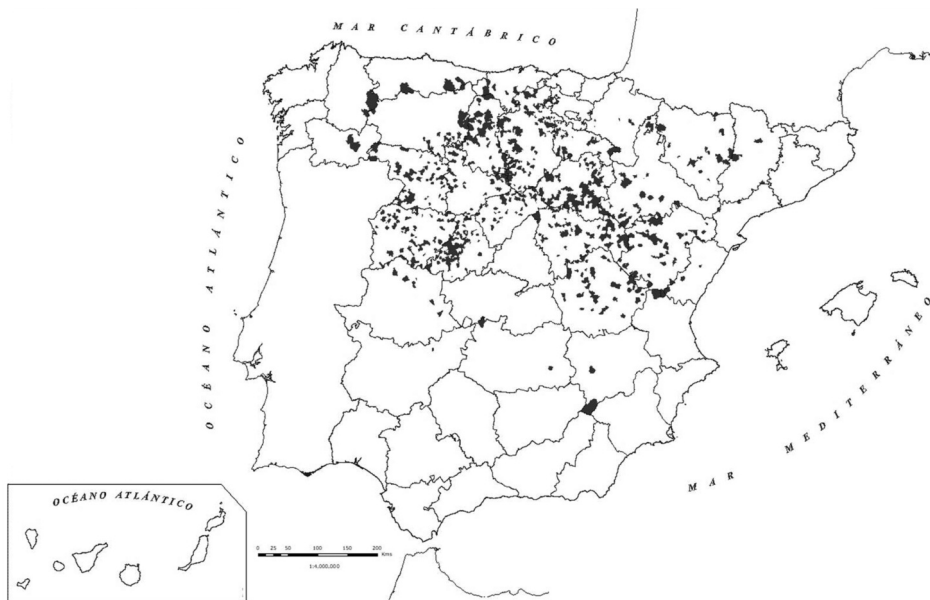 MAR CANTÁBRICO
OCÉANO ATLÁNTICO
MAR MEDITERRÁNEO
OCÉANO ATLÁNTICO
0 25 50 100 150 200
Kms
1:4,000,000